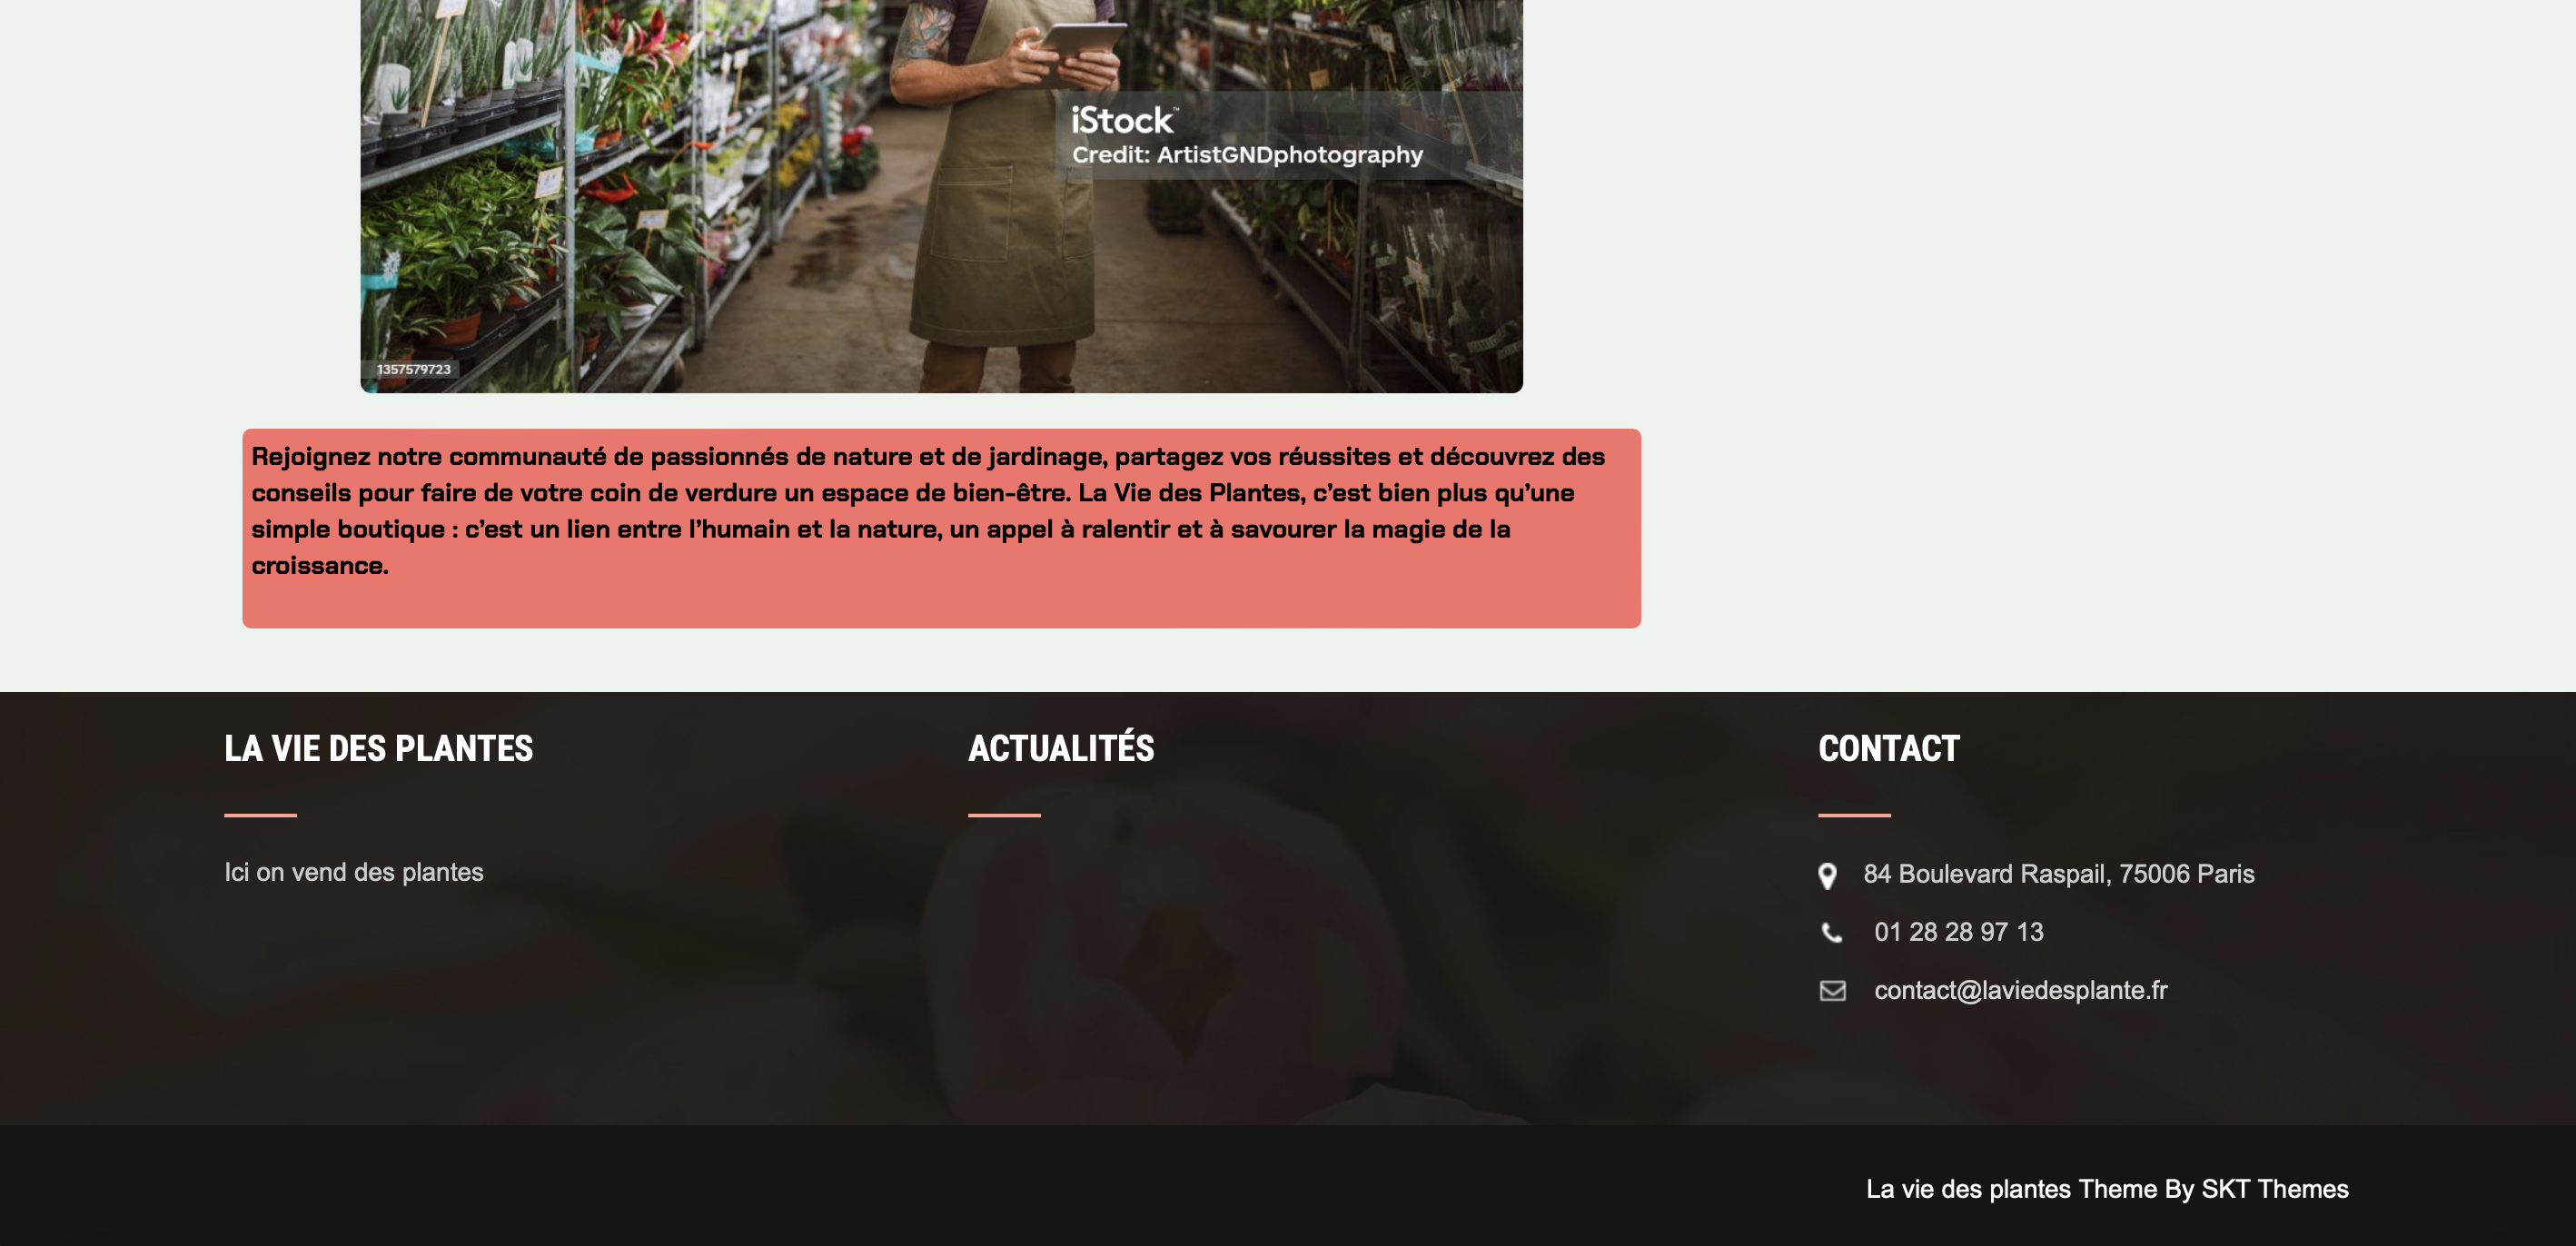 iStock™
Credit: ArtistGNDphotography
1357579723
Rejoignez notre communauté de passionnés de nature et de jardinage, partagez vos réussites et découvrez des
conseils pour faire de votre coin de verdure un espace de bien-être. La Vie des Plantes, c’est bien plus qu’une
simple boutique : c’est un lien entre l’humain et la nature, un appel à ralentir et à savourer la magie de la
croissance.
LA VIE DES PLANTES
ACTUALITÉS
CONTACT
Ici on vend des plantes
84 Boulevard Raspail, 75006 Paris
01 28 28 97 13
contact@laviedesplante.fr
La vie des plantes Theme By SKT Themes